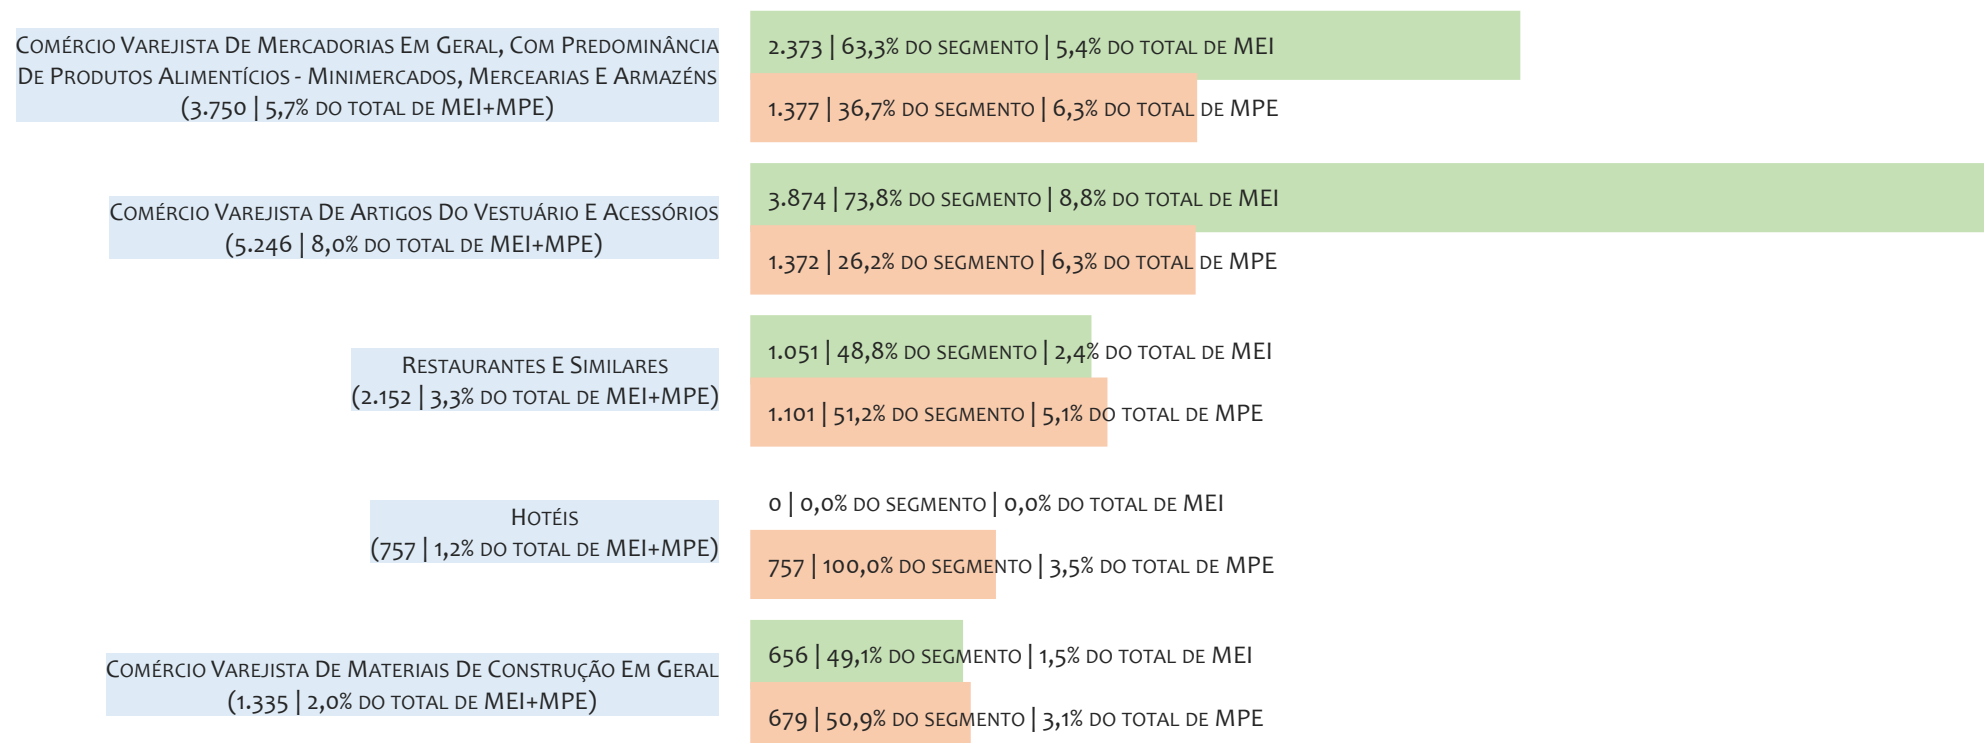 Comércio Varejista De Mercadorias Em Geral, Com Predominância
De Produtos Alimentícios - Minimercados, Mercearias E Armazéns
(3.750 | 5,7% do total de MEI+MPE)
2.373 | 63,3% do segmento | 5,4% do total de MEI
1.377 | 36,7% do segmento | 6,3% do total de MPE
Comércio Varejista De Artigos Do Vestuário E Acessórios
(5.246 | 8,0% do total de MEI+MPE)
3.874 | 73,8% do segmento | 8,8% do total de MEI
1.372 | 26,2% do segmento | 6,3% do total de MPE
Restaurantes E Similares
(2.152 | 3,3% do total de MEI+MPE)
1.051 | 48,8% do segmento | 2,4% do total de MEI
1.101 | 51,2% do segmento | 5,1% do total de MPE
Hotéis
(757 | 1,2% do total de MEI+MPE)
0 | 0,0% do segmento | 0,0% do total de MEI
757 | 100,0% do segmento | 3,5% do total de MPE
Comércio Varejista De Materiais De Construção Em Geral
(1.335 | 2,0% do total de MEI+MPE)
656 | 49,1% do segmento | 1,5% do total de MEI
679 | 50,9% do segmento | 3,1% do total de MPE